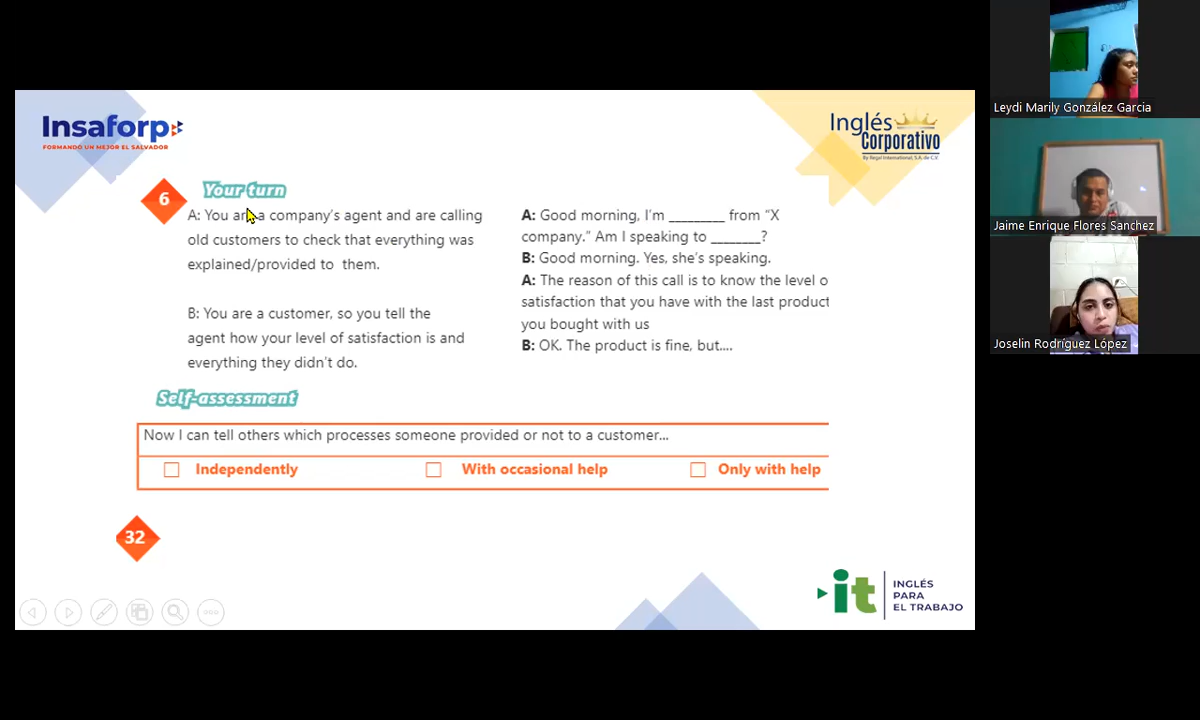 Insaforp
FORMANDO UN MEJOR EL SALVADOR
Inglés
Corporativo
By Regal International, S.A. de C.V.
6
Your turn
A: You are a company's agent and are calling
old customers to check that everything was
explained/provided to them.
B: You are a customer, so you tell the
agent how your level of satisfaction is and
everything they didn't do.
A: Good morning, I'm _________ from "X
company." Am I speaking to ________?
B: Good morning. Yes, she's speaking.
A: The reason of this call is to know the level o
satisfaction that you have with the last product
you bought with us
B: OK. The product is fine, but....
Self-assessment
Now I can tell others which processes someone provided or not to a customer...
Independently
With occasional help
Only with help
32
it
INGLÉS
PARA
EL TRABAJO
Leydi Marily González Garcia
Jaime Enrique Flores Sanchez
Joselin Rodríguez López